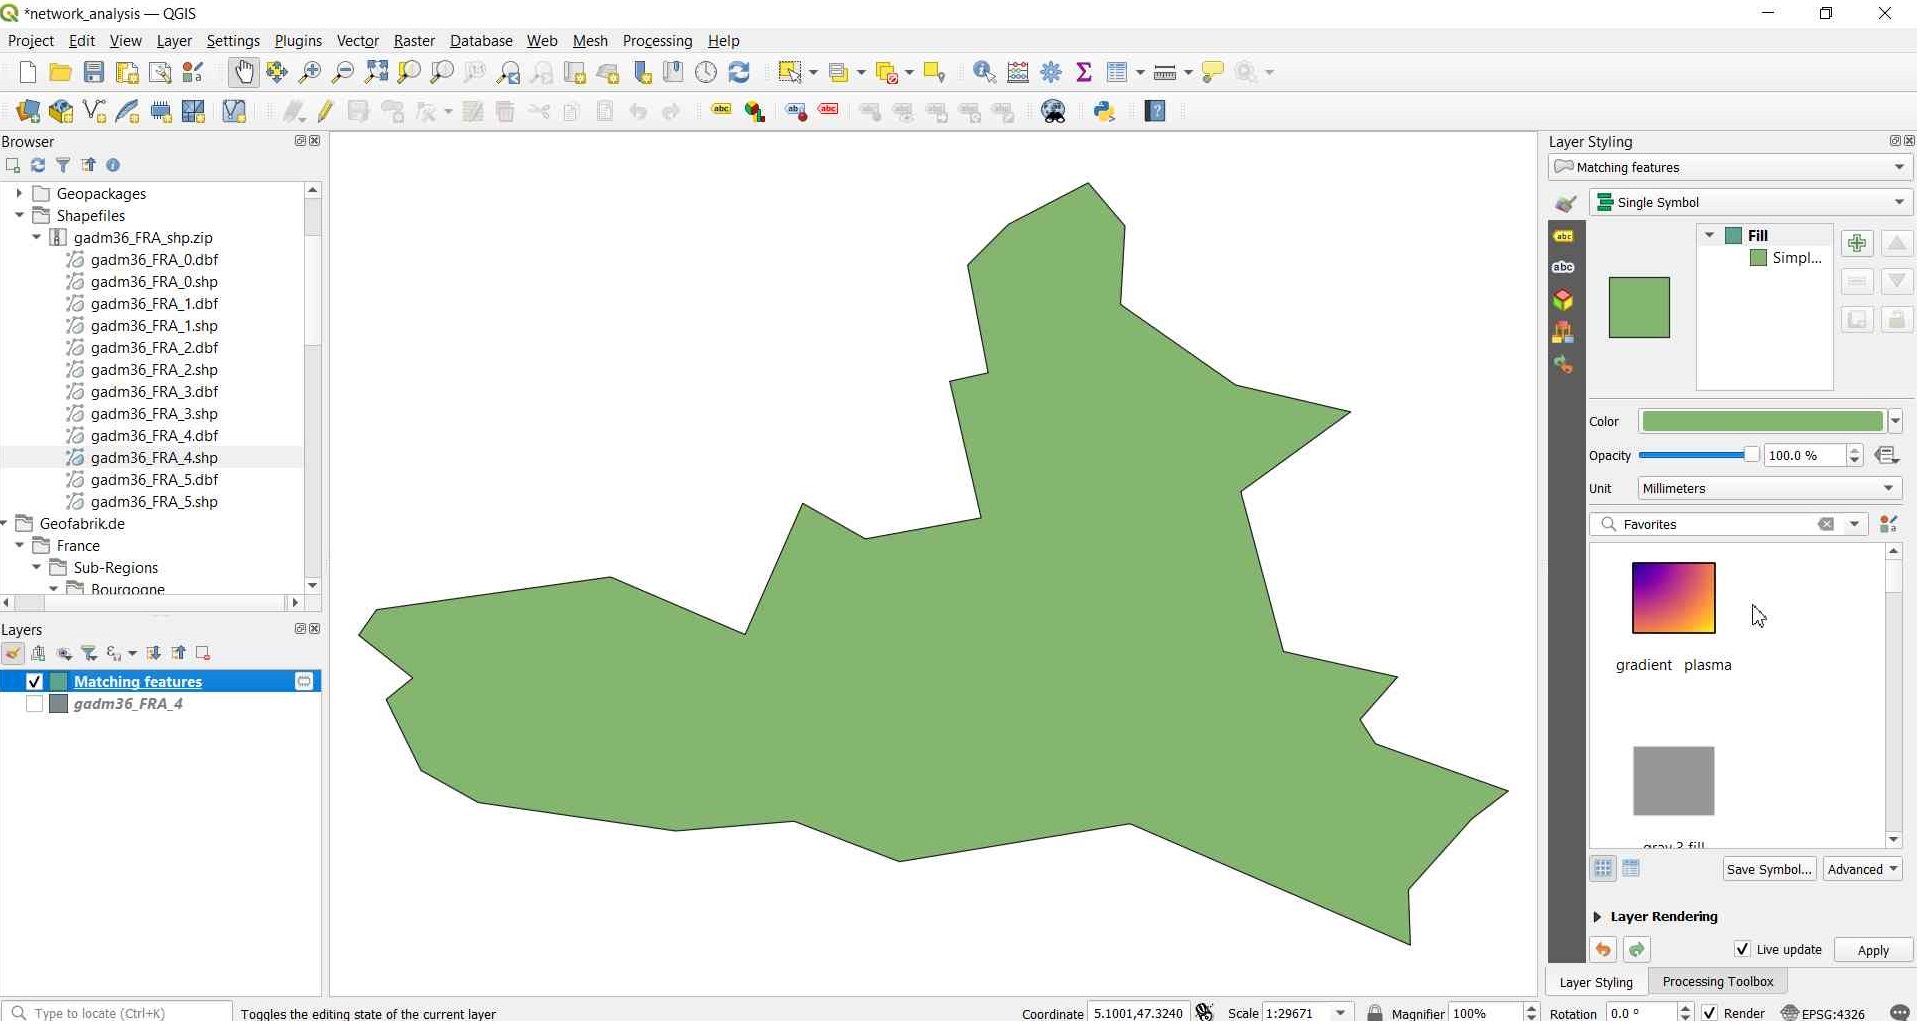 *network_analysis — QGIS
Project Edit View Layer Settings Plugins Vector Raster Database Web Mesh Processing Help
Browser
Geopackages
Shapefiles
gadm36_FRA_shp.zip
gadm36_FRA_0.dbf
gadm36_FRA_0.shp
gadm36_FRA_1.dbf
gadm36_FRA_1.shp
gadm36_FRA_2.dbf
gadm36_FRA_2.shp
gadm36_FRA_3.dbf
gadm36_FRA_3.shp
gadm36_FRA_4.dbf
gadm36_FRA_4.shp
gadm36_FRA_5.dbf
gadm36_FRA_5.shp
Geofabrik.de
France
Sub-Regions
Bourgogne
Layers
Matching features
gadm36_FRA_4
Layer Styling
Matching features
Single Symbol
Fill
Simpl...
Color
Opacity 100.0 %
Unit Millimeters
Favorites
gradient plasma
gray 3 fill
Save Symbol... Advanced
Layer Rendering
Live update Apply
Layer Styling Processing Toolbox
Type to locate (Ctrl+K) Toggles the editing state of the current layer Coordinate 5.1001,47.3240 Scale 1:29671 Magnifier 100% Rotation 0.0 ° Render EPSG:4326